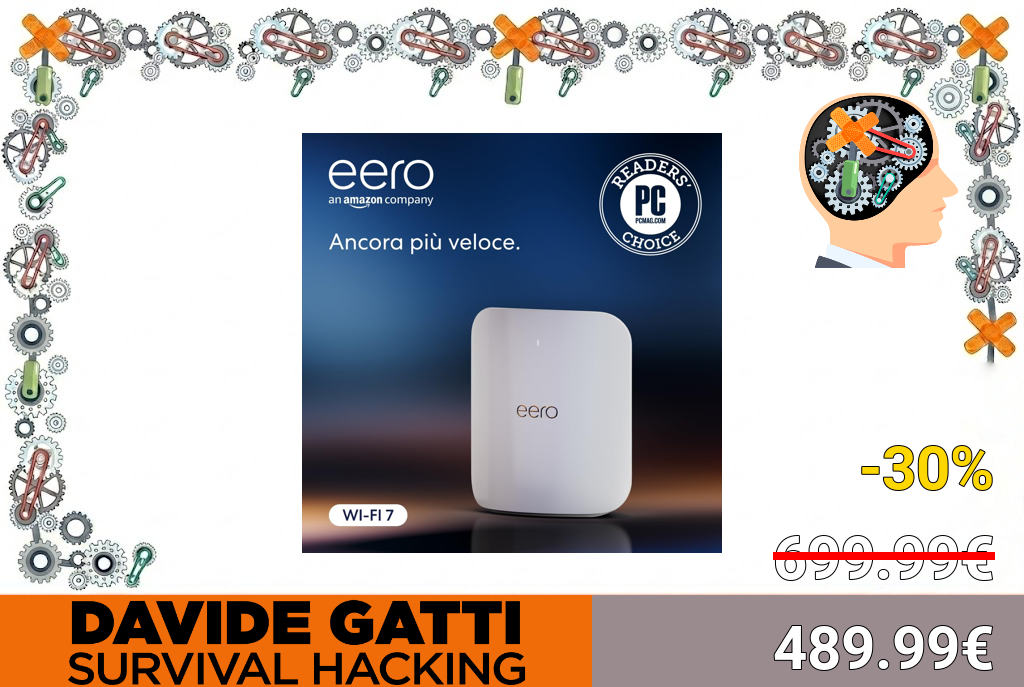 eero
an amazon company
Ancora più veloce.
READERS'
PC
PCMAG.COM
CHOICE
eero
WI-FI 7
-30%
699.99€
489.99€
DAVIDE GATTI
SURVIVAL HACKING